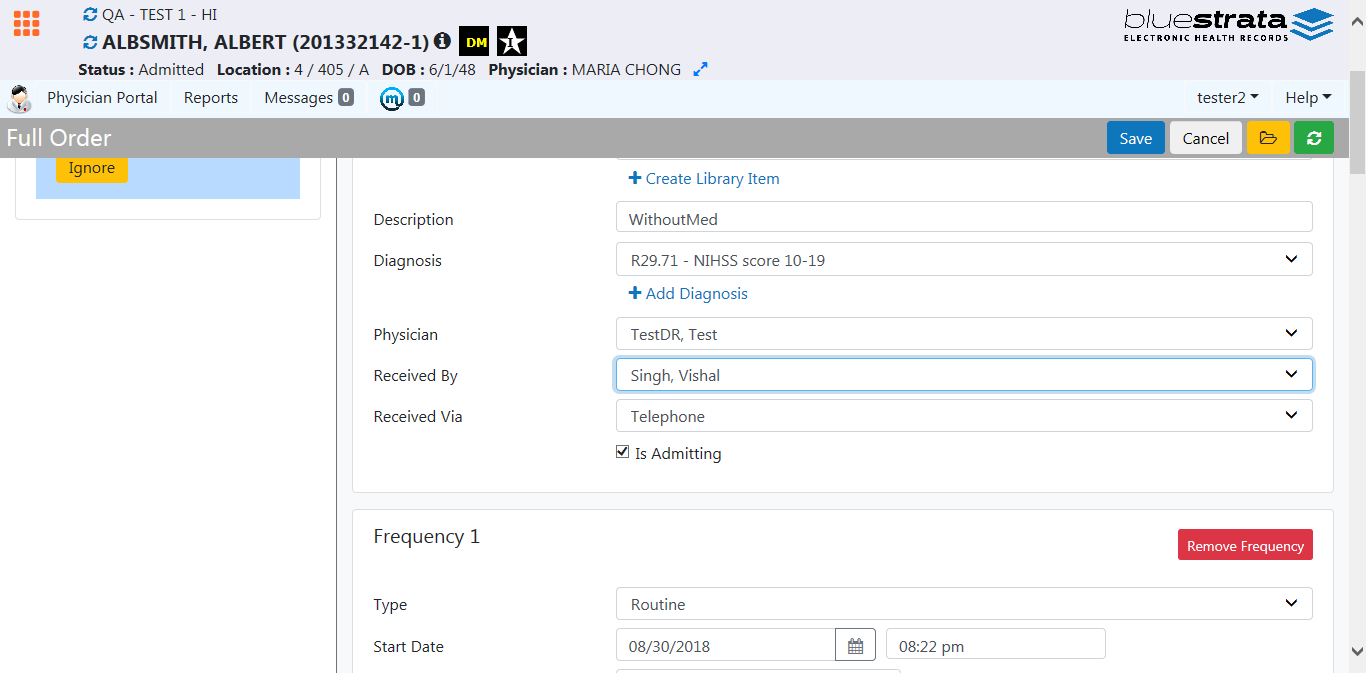 QA - TEST 1 - HI
ALBSMITH, ALBERT (201332142-1) DM 1
Status : Admitted Location : 4 / 405 / A DOB : 6/1/48 Physician : MARIA CHONG
bluestrata
ELECTRONIC HEALTH RECORDS
Physician Portal Reports Messages 0 m 0 tester2 Help
Full Order Save Cancel
Ignore
Create Library Item
Description WithoutMed
Diagnosis R29.71 - NIHSS score 10-19
Add Diagnosis
Physician TestDR, Test
Received By Singh, Vishal
Received Via Telephone
Is Admitting
Frequency 1
Remove Frequency
Type Routine
Start Date 08/30/2018 08:22 pm